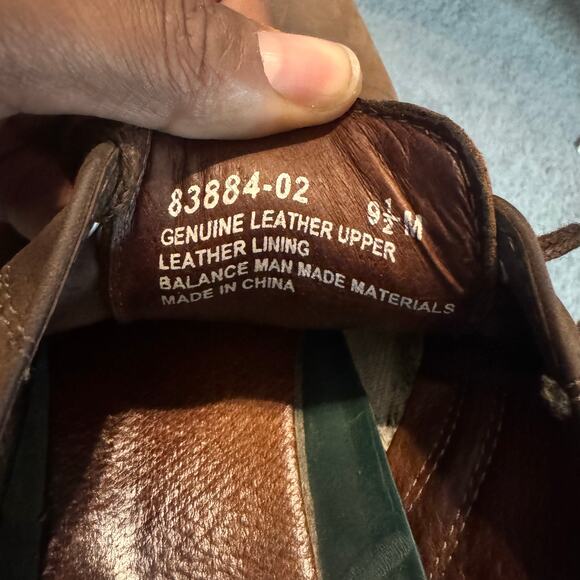 83884-02 9½ M
GENUINE LEATHER UPPER
LEATHER LINING
BALANCE MAN MADE MATERIALS
MADE IN CHINA